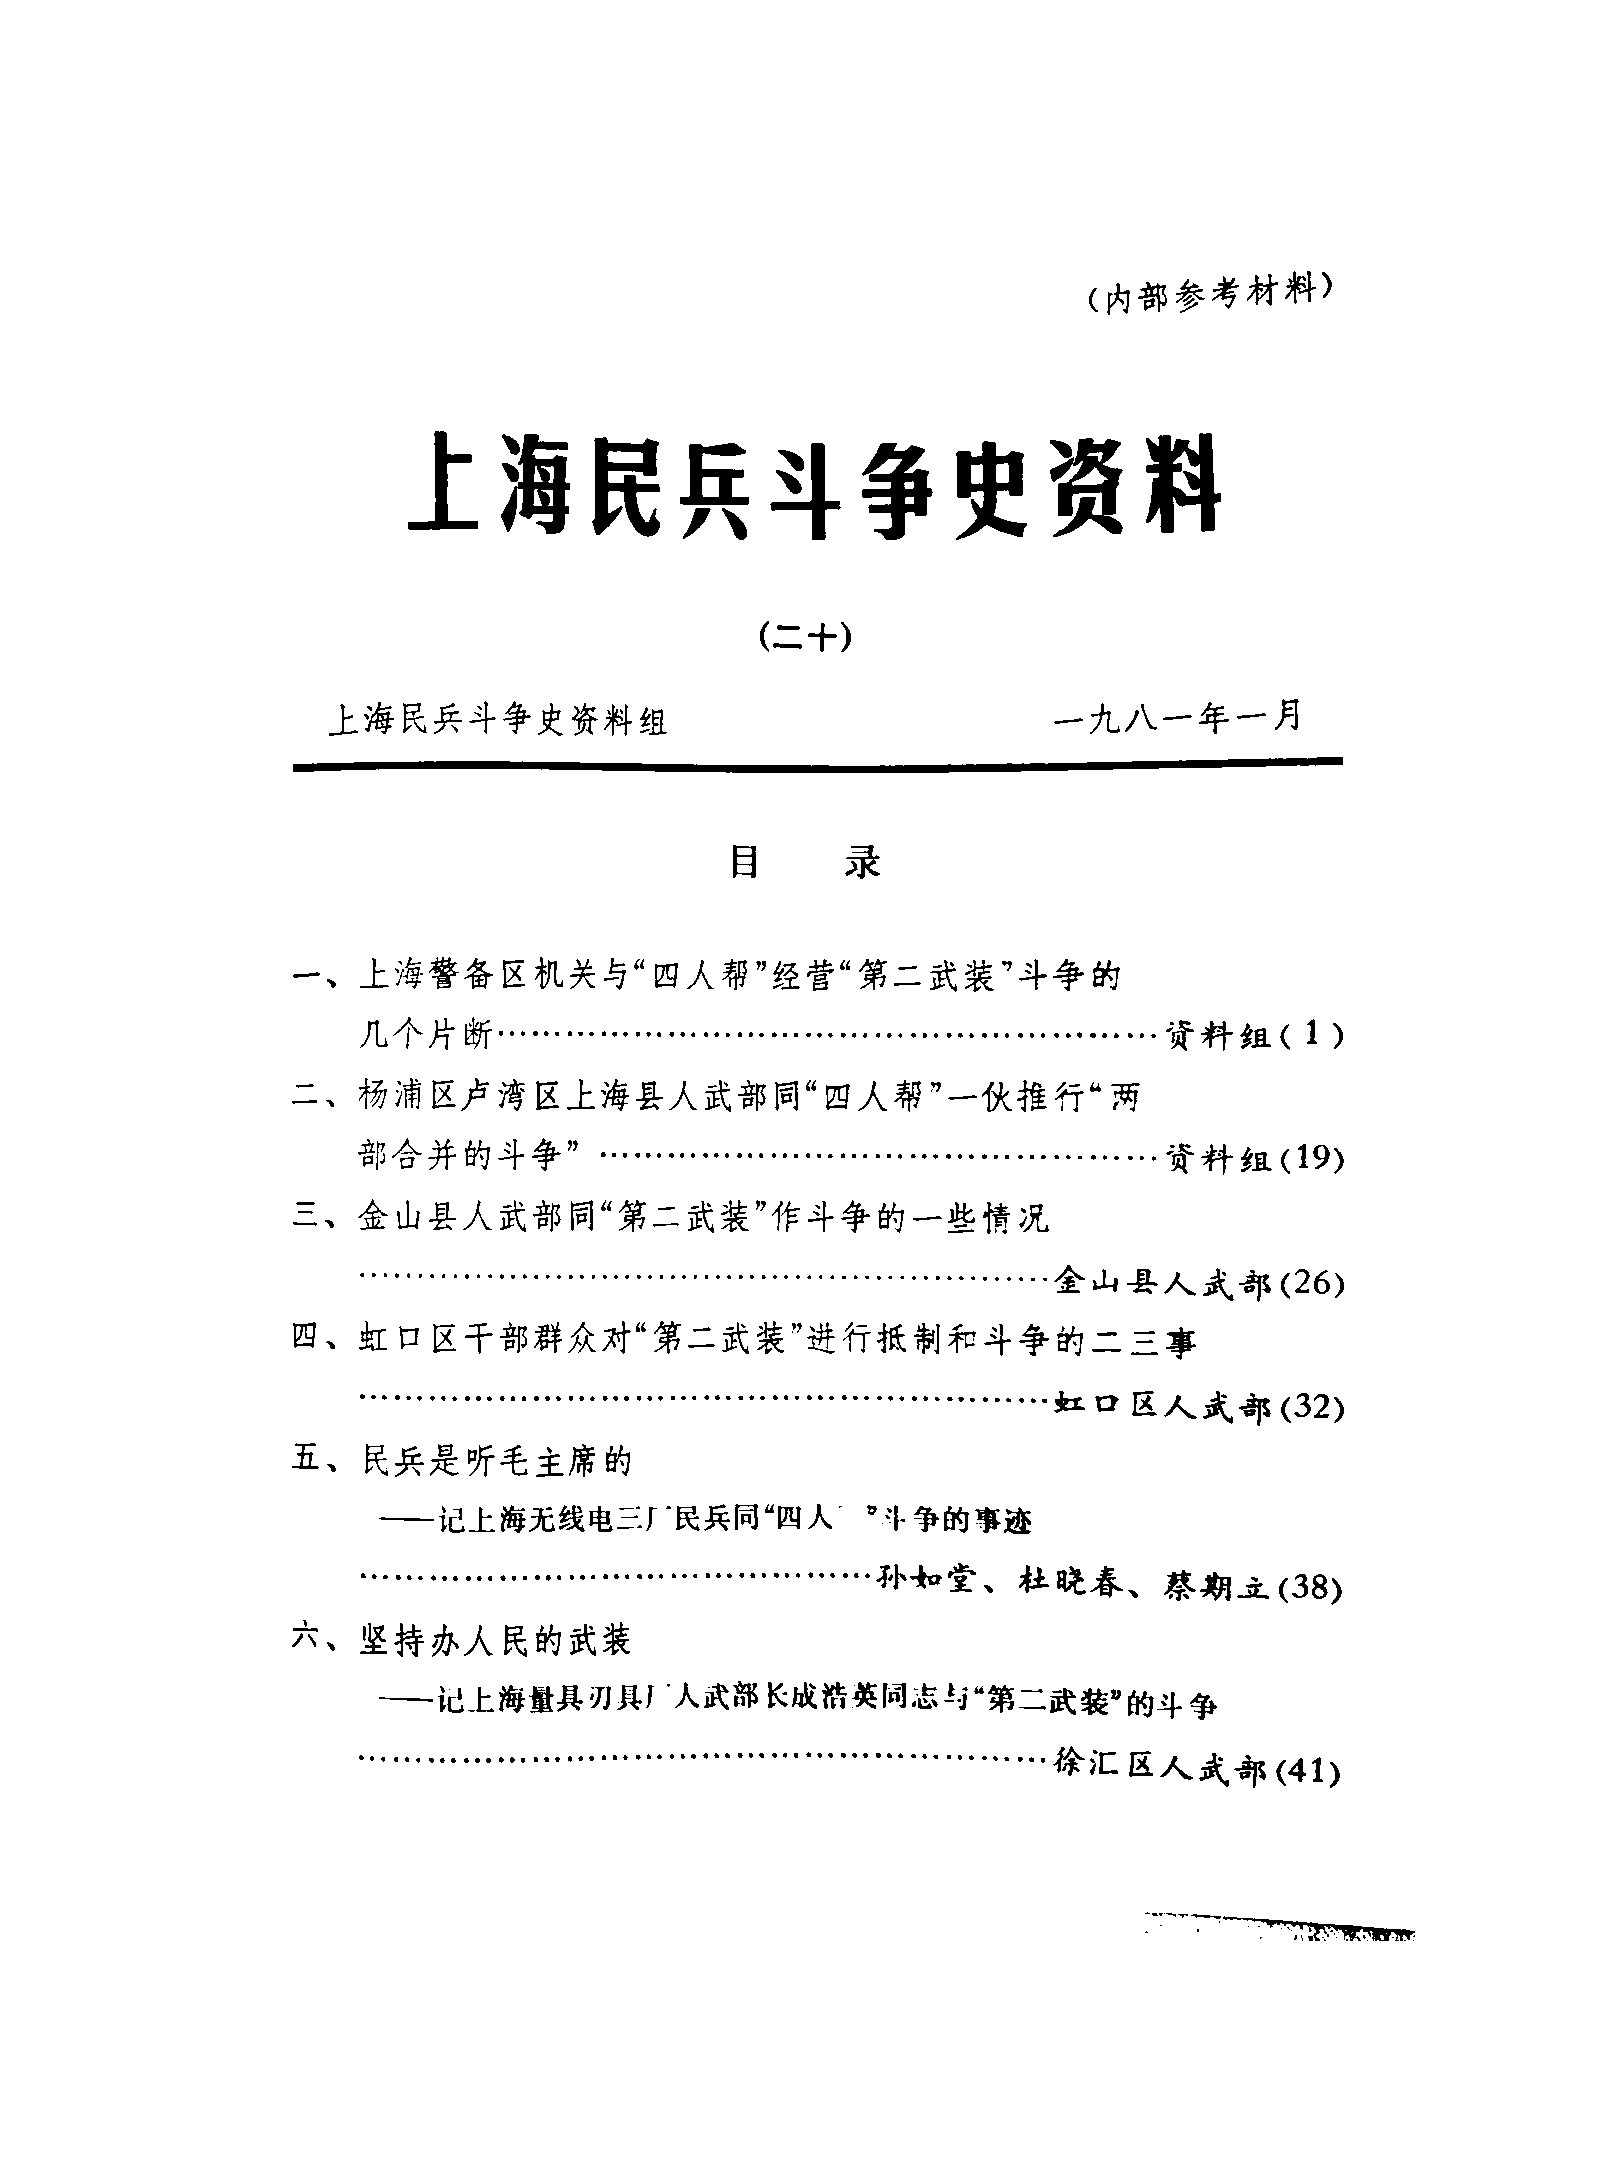 （内部参考材料）
上海民兵斗争史资料
（二十）
上海民兵斗争史资料组 一九八一年一月
目 录
一、上海警备区机关与“四人帮”经营“第二武装”斗争的
几个片断…………………………………………………资料组(1)
二、杨浦区卢湾区上海县人武部同“四人帮”一伙推行“两
部合并的斗争”…………………………………………资料组(19)
三、金山县人武部同“第二武装”作斗争的一些情况
……………………………………………………金山县人武部(26)
四、虹口区干部群众对“第二武装”进行抵制和斗争的二三事
……………………………………………………虹口区人武部(32)
五、民兵是听毛主席的
——记上海无线电三厂民兵同“四人 ”斗争的事迹
………………………………………孙如堂、杜晓春、蔡期立(38)
六、坚持办人民的武装
——记上海量具刃具厂人武部长成浩英同志与“第二武装”的斗争
……………………………………………………徐汇区人武部(41)